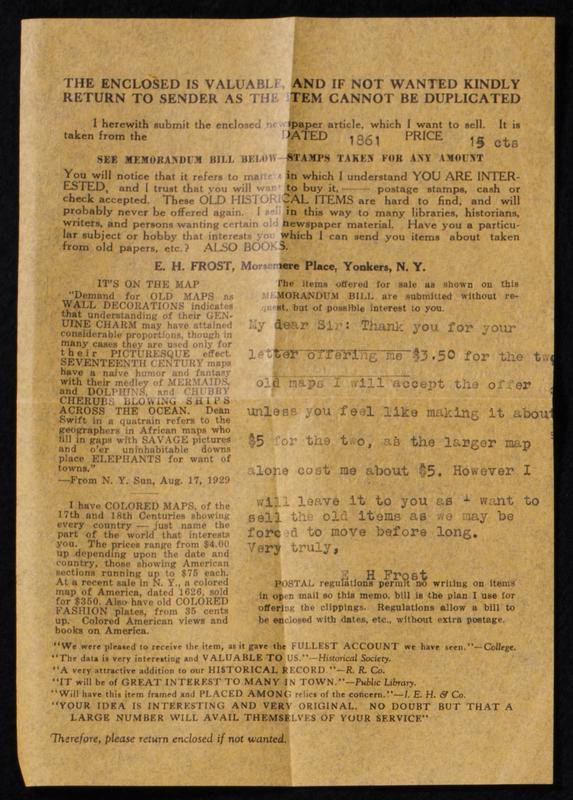 THE ENCLOSED IS VALUABLE, AND IF NOT WANTED KINDLY
RETURN TO SENDER AS THE ITEM CANNOT BE DUPLICATED
I herewith submit the enclosed newspaper article, which I want to sell. It is
taken from the DATED 1861 PRICE 15 cts
SEE MEMORANDUM BILL BELOW—STAMPS TAKEN FOR ANY AMOUNT
You will notice that it refers to matters in which I understand YOU ARE INTER-
ESTED, and I trust that you will want to buy it, —— postage stamps, cash or
check accepted. These OLD HISTORICAL ITEMS are hard to find, and will
probably never be offered again. I sell in this way to many libraries, historians,
writers, and persons wanting certain old newspaper material. Have you a particu-
lar subject or hobby that interests you which I can send you items about taken
from old papers, etc.? ALSO BOOKS.
E. H. FROST, Morsemere Place, Yonkers, N. Y.
IT'S ON THE MAP
"Demand for OLD MAPS as
WALL DECORATIONS indicates
that understanding of their GEN-
UINE CHARM may have attained
considerable proportions, though in
many cases they are used only for
their PICTURESQUE effect.
SEVENTEENTH CENTURY maps
have a naive humor and fantasy
with their medley of MERMAIDS,
and DOLPHINS, and CHUBBY
CHERUBS BLOWING SHIPS
ACROSS THE OCEAN. Dean
Swift in a quatrain refers to the
geographers in African maps who
fill in gaps with SAVAGE pictures
and o'er uninhabitable downs
place ELEPHANTS for want of
towns."
—From N. Y. Sun, Aug. 17, 1929
I have COLORED MAPS, of the
17th and 18th Centuries showing
every country — just name the
part of the world that interests
you. The prices range from $4.00
up depending upon the date and
country, those showing American
sections running up to $75 each.
At a recent sale in N. Y., a colored
map of America, dated 1626, sold
for $350. Also have old COLORED
FASHION plates, from 35 cents
up. Colored American views and
books on America.
The items offered for sale as shown on this
MEMORANDUM BILL are submitted without re-
quest, but of possible interest to you.
My dear Sir: Thank you for your
letter offering me $3.50 for the two
old maps I will accept the offer
unless you feel like making it about
$5 for the two, as the larger map
alone cost me about $5. However I
will leave it to you as I want to
sell the old items as we may be
forced to move before long.
Very truly,
E H Frost
POSTAL regulations permit no writing on items
in open mail so this memo, bill is the plan I use for
offering the clippings. Regulations allow a bill to
be enclosed with dates, etc., without extra postage.
"We were pleased to receive the item, as it gave the FULLEST ACCOUNT we have seen."—College.
"The data is very interesting and VALUABLE TO US."—Historical Society.
"A very attractive addition to our HISTORICAL RECORD."—R. R. Co.
"IT will be of GREAT INTEREST TO MANY IN TOWN."—Public Library.
"Will have this item framed and PLACED AMONG relics of the concern."—I. E. H. & Co.
"YOUR IDEA IS INTERESTING AND VERY ORIGINAL. NO DOUBT BUT THAT A
LARGE NUMBER WILL AVAIL THEMSELVES OF YOUR SERVICE"
Therefore, please return enclosed if not wanted.